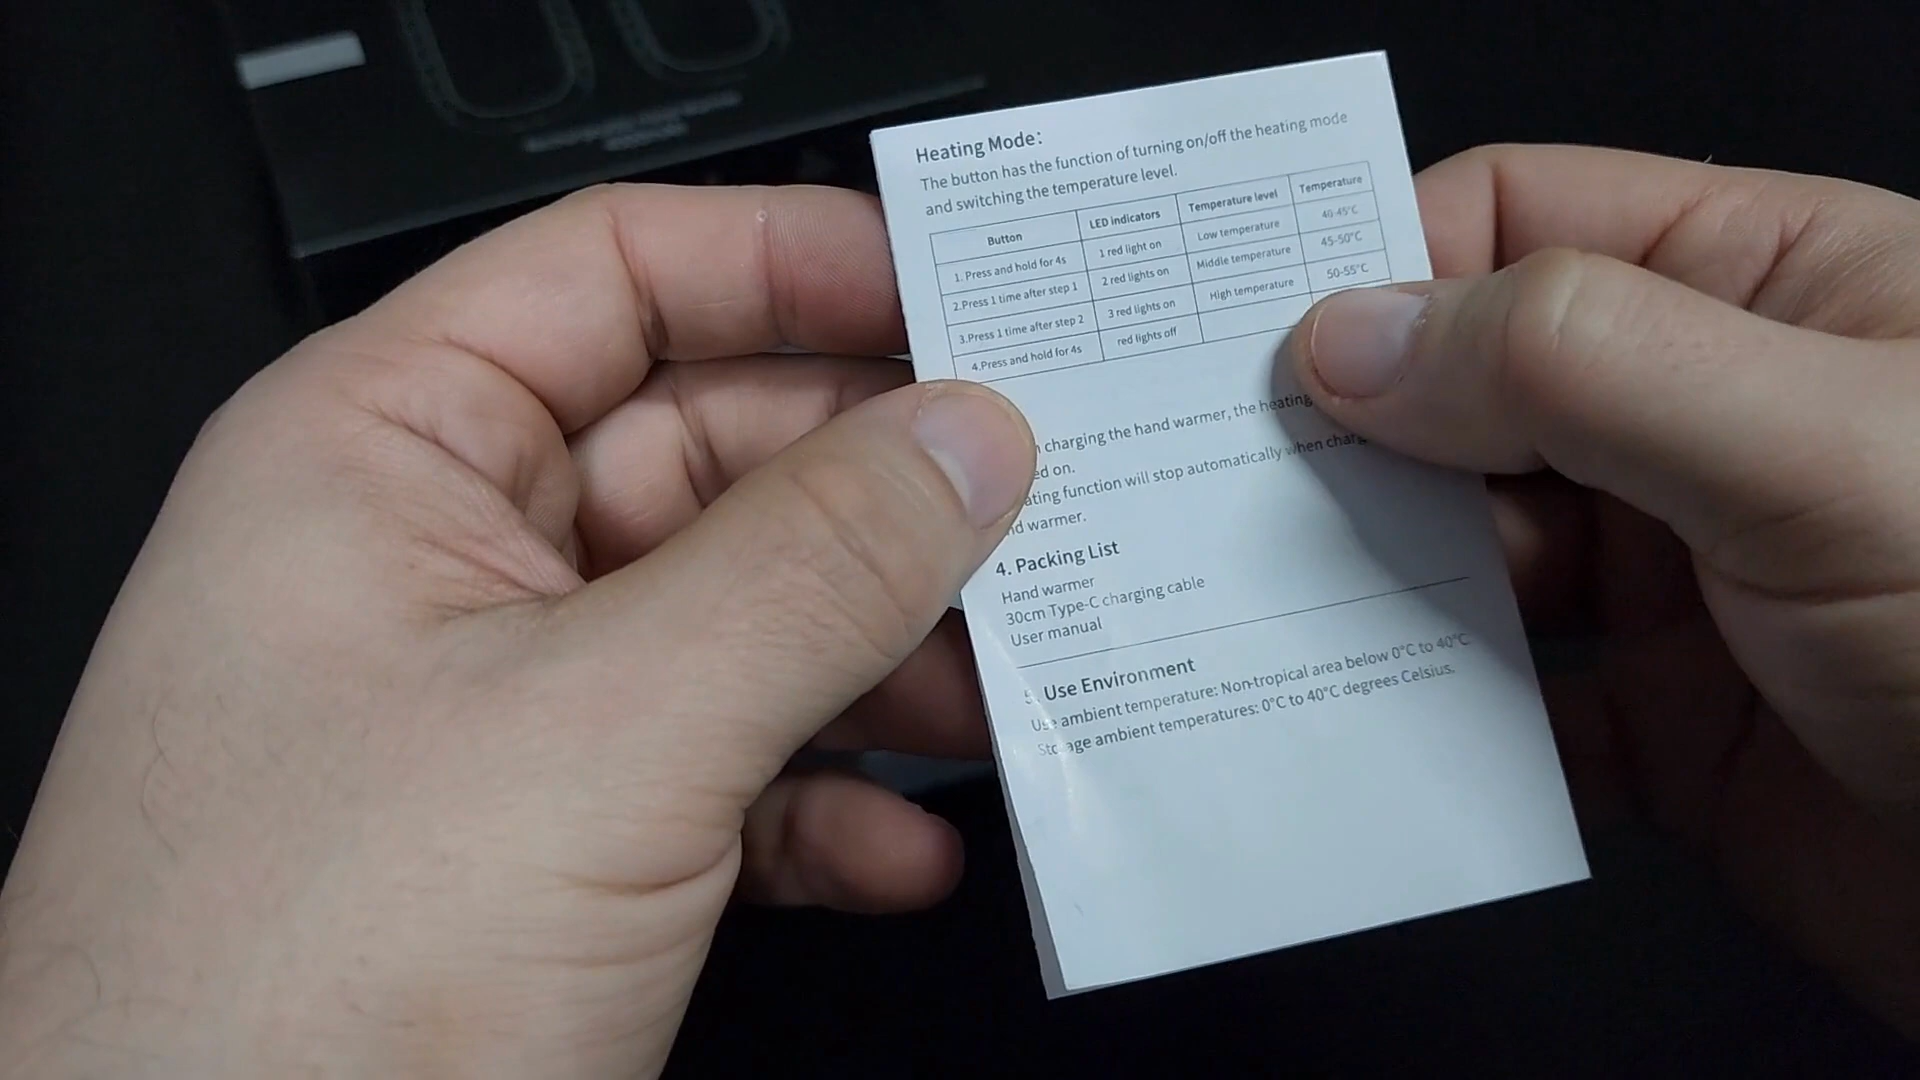 Heating Mode:
The button has the function of turning on/off the heating mode
and switching the temperature level.
Button LED indicators Temperature level Temperature
1. Press and hold for 4s 1 red light on Low temperature 40-45°C
2.Press 1 time after step 1 2 red lights on Middle temperature 45-50°C
3.Press 1 time after step 2 3 red lights on High temperature 50-55°C
4.Press and hold for 4s red lights off
charging the hand warmer, the heating
on.
function will stop automatically when
warmer.
4. Packing List
Hand warmer
30cm Type-C charging cable
User manual
5. Use Environment
Use ambient temperature: Non-tropical area below 0°C to 40°C
Storage ambient temperatures: 0°C to 40°C degrees Celsius.